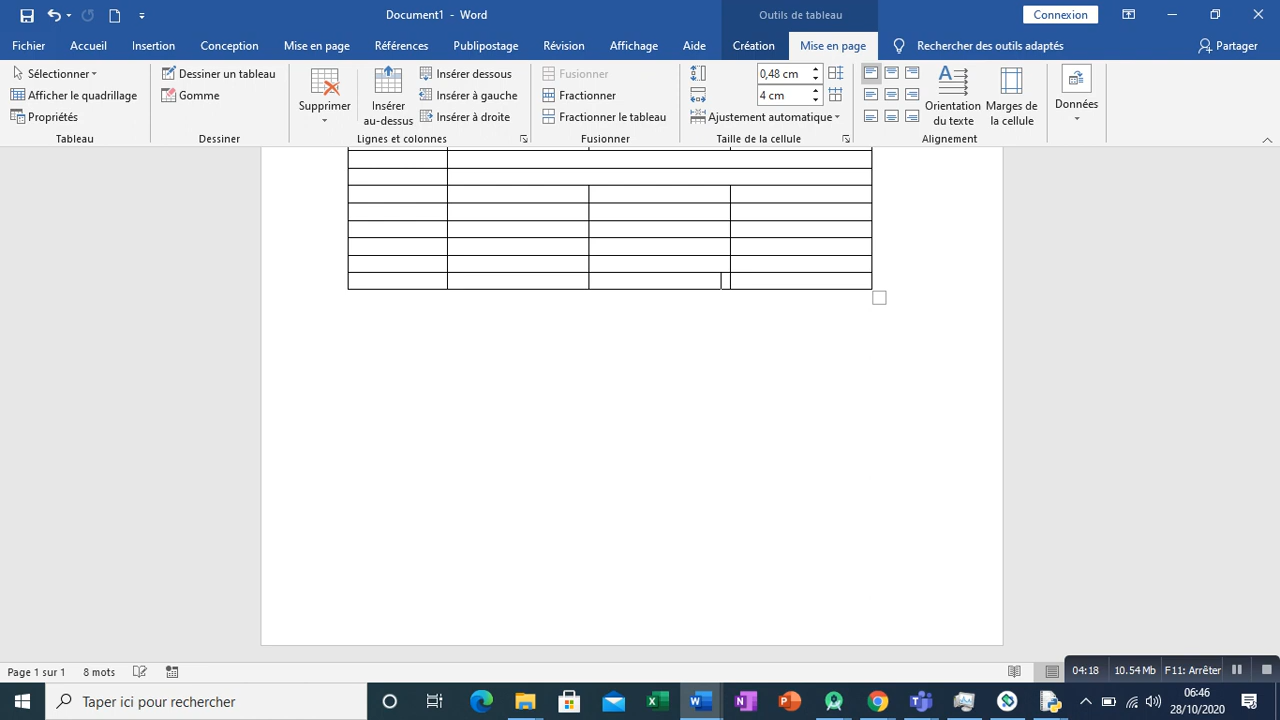 Document1 - Word
Outils de tableau
Connexion
Fichier Accueil Insertion Conception Mise en page Références Publipostage Révision Affichage Aide Création Mise en page Rechercher des outils adaptés Partager
Sélectionner
Afficher le quadrillage
Propriétés
Tableau
Dessiner un tableau
Gomme
Dessiner
Supprimer
Insérer
au-dessus
Insérer dessous
Insérer à gauche
Insérer à droite
Lignes et colonnes
Fusionner
Fractionner
Fractionner le tableau
Fusionner
0,48 cm
4 cm
Ajustement automatique
Taille de la cellule
Orientation
du texte
Marges de
la cellule
Alignement
Données
Page 1 sur 1 8 mots
04:18 10.54 Mb F11: Arrêter
Taper ici pour rechercher
06:46
28/10/2020